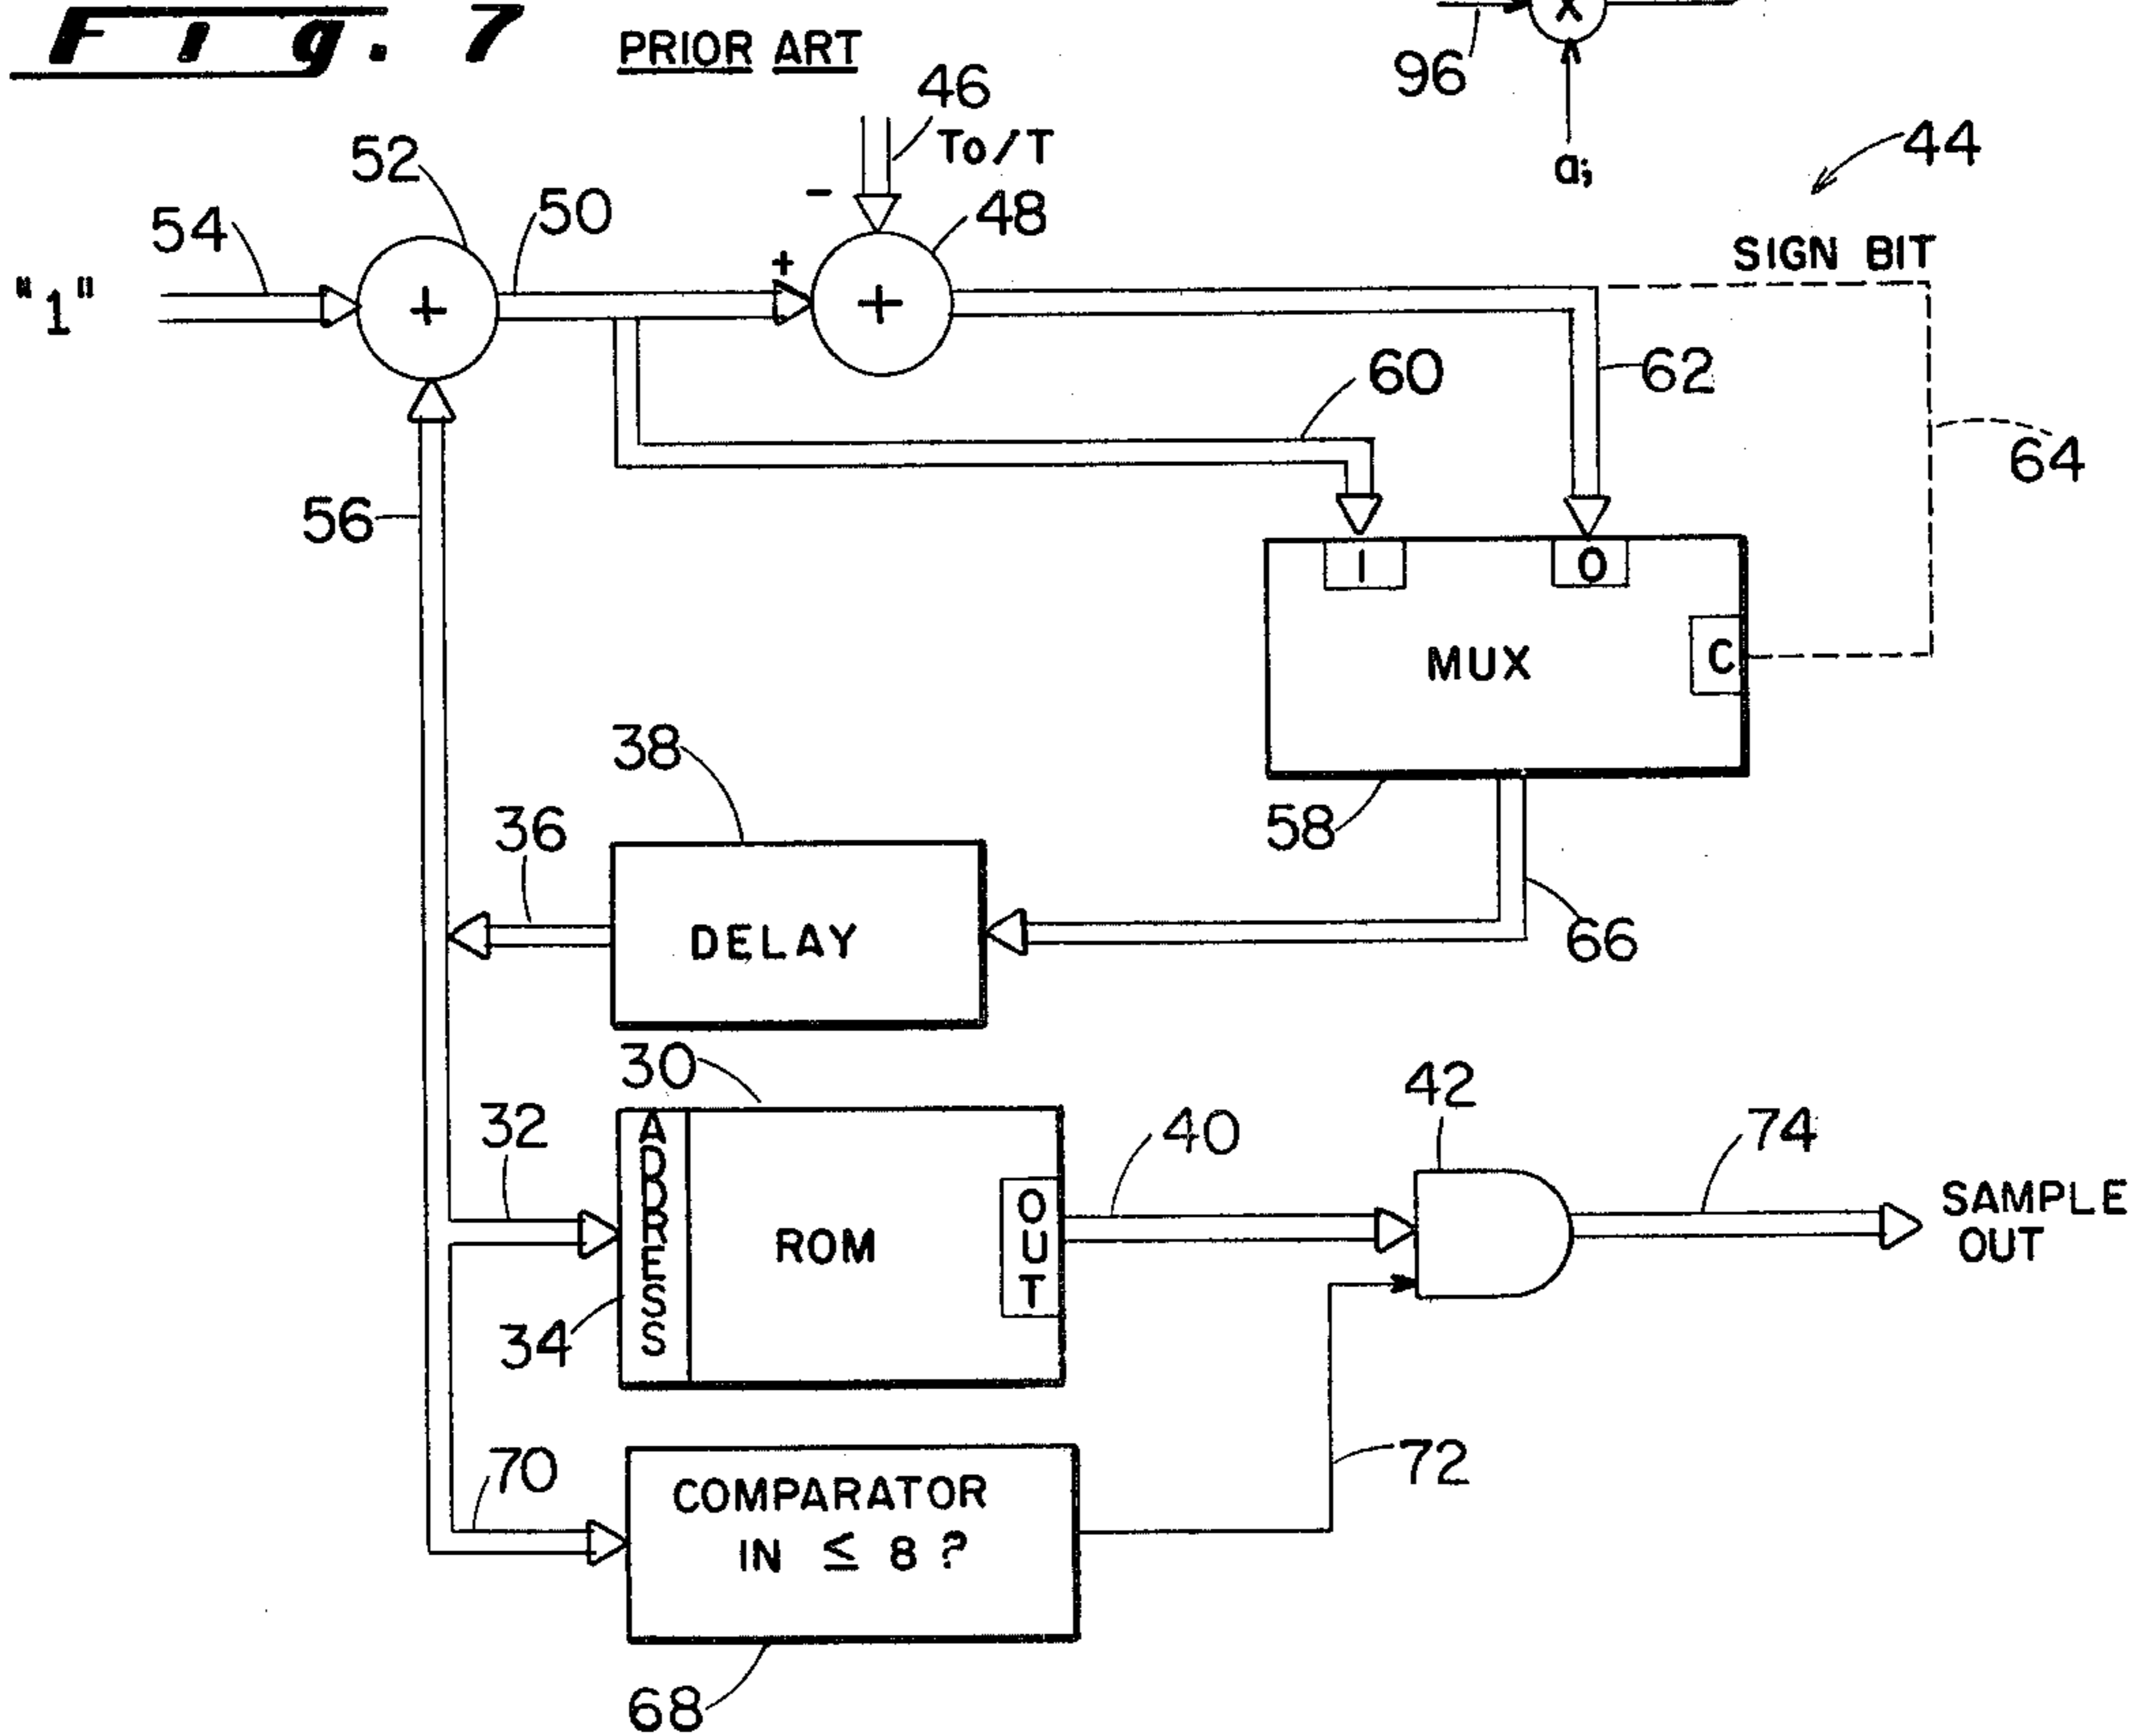 Fig. 7
PRIOR ART
X
96
a;
44
46
To/T
-
52
50
48
54
"1"
+
+
+
SIGN BIT
60
62
64
56
1
0
MUX
C
38
58
36
DELAY
66
30
42
32
40
74
ADDRESS
ROM
OUT
SAMPLE
OUT
34
70
72
COMPARATOR
IN ≤ 8 ?
68